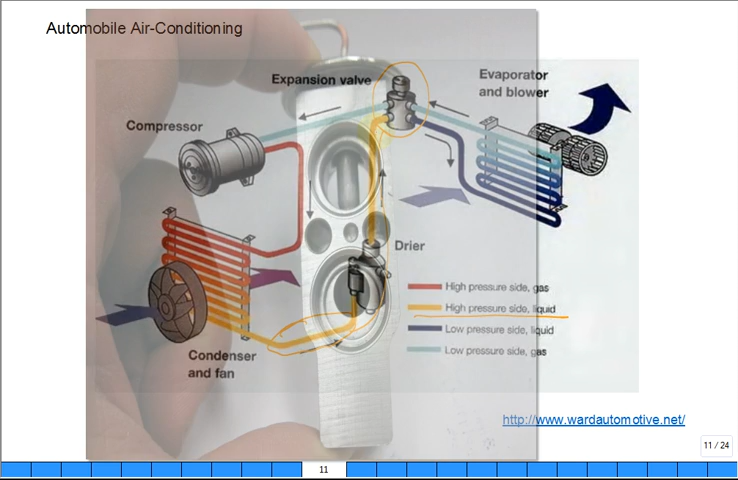 Automobile Air-Conditioning
Expansion valve
Evaporator
and blower
Compressor
Drier
High pressure side, gas
High pressure side, liquid
Low pressure side, liquid
Low pressure side, gas
Condenser
and fan
http://www.wardautomotive.net/
11 / 24
11